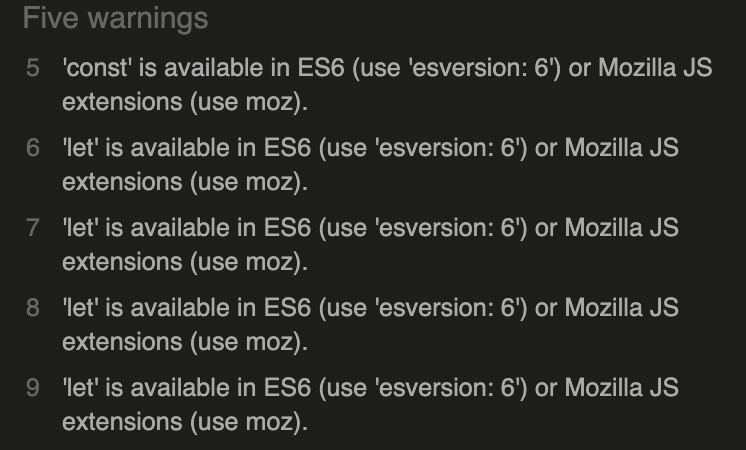 Five warnings
5 'const' is available in ES6 (use 'esversion: 6') or Mozilla JS
extensions (use moz).
6 'let' is available in ES6 (use 'esversion: 6') or Mozilla JS
extensions (use moz).
7 'let' is available in ES6 (use 'esversion: 6') or Mozilla JS
extensions (use moz).
8 'let' is available in ES6 (use 'esversion: 6') or Mozilla JS
extensions (use moz).
9 'let' is available in ES6 (use 'esversion: 6') or Mozilla JS
extensions (use moz).